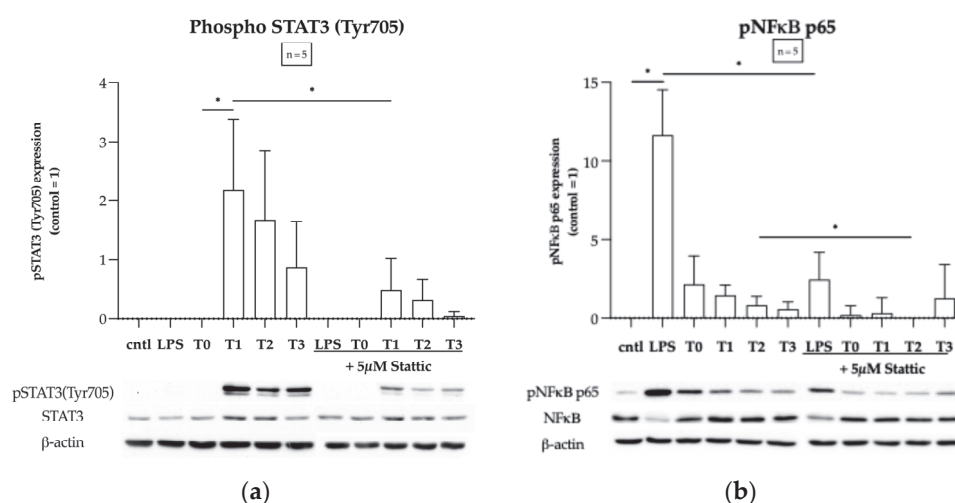 Phospho STAT3 (Tyr705)
n=5
pSTAT3 (Tyr705) expression
(control = 1)
4
3
2
1
0
*
*
cntl LPS T0 T1 T2 T3 LPS T0 T1 T2 T3
+ 5µM Stattic
pSTAT3(Tyr705)
STAT3
β-actin
(a)
pNFκB p65
n=5
pNFκB p65 expression
(control = 1)
15
10
5
0
*
*
*
cntl LPS T0 T1 T2 T3 LPS T0 T1 T2 T3
+ 5µM Stattic
pNFκB p65
NFκB
β-actin
(b)